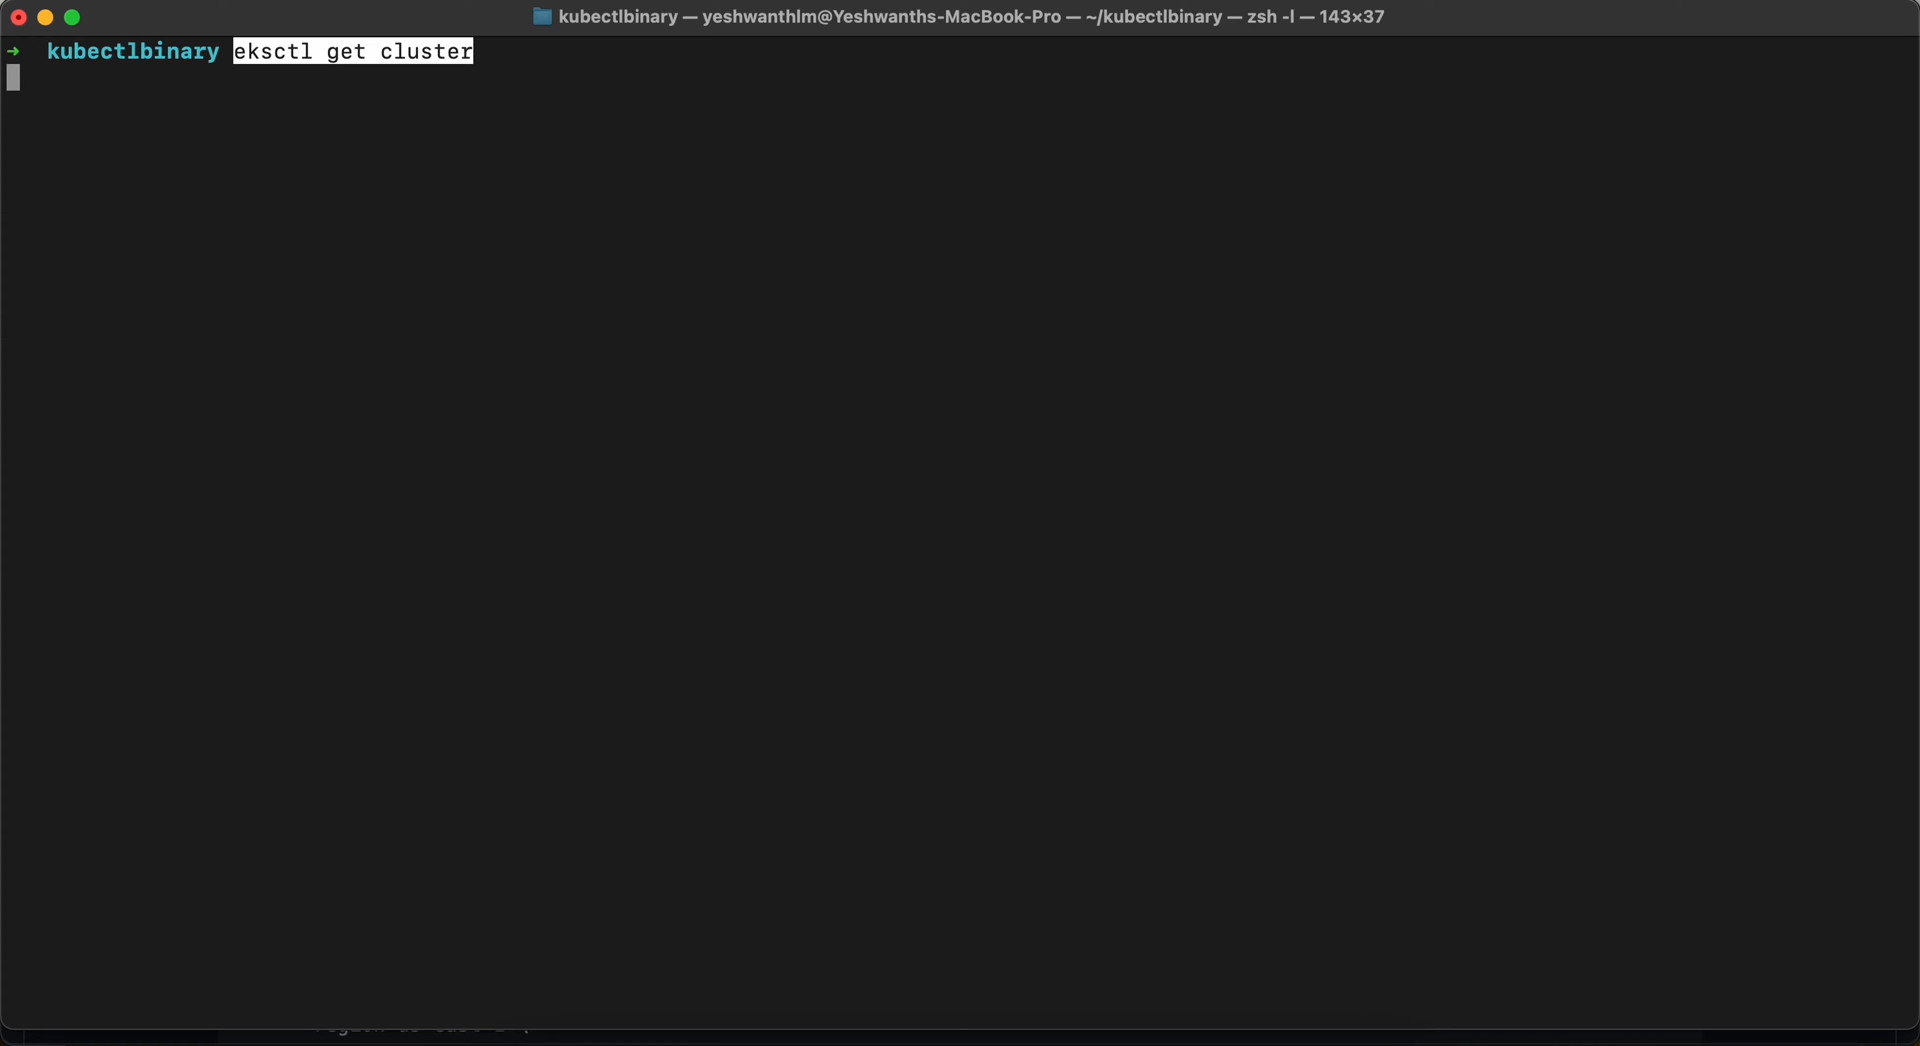 kubectlbinary — yeshwanthlm@Yeshwanths-MacBook-Pro — ~/kubectlbinary — zsh -l — 143×37
➜ kubectlbinary eksctl get cluster